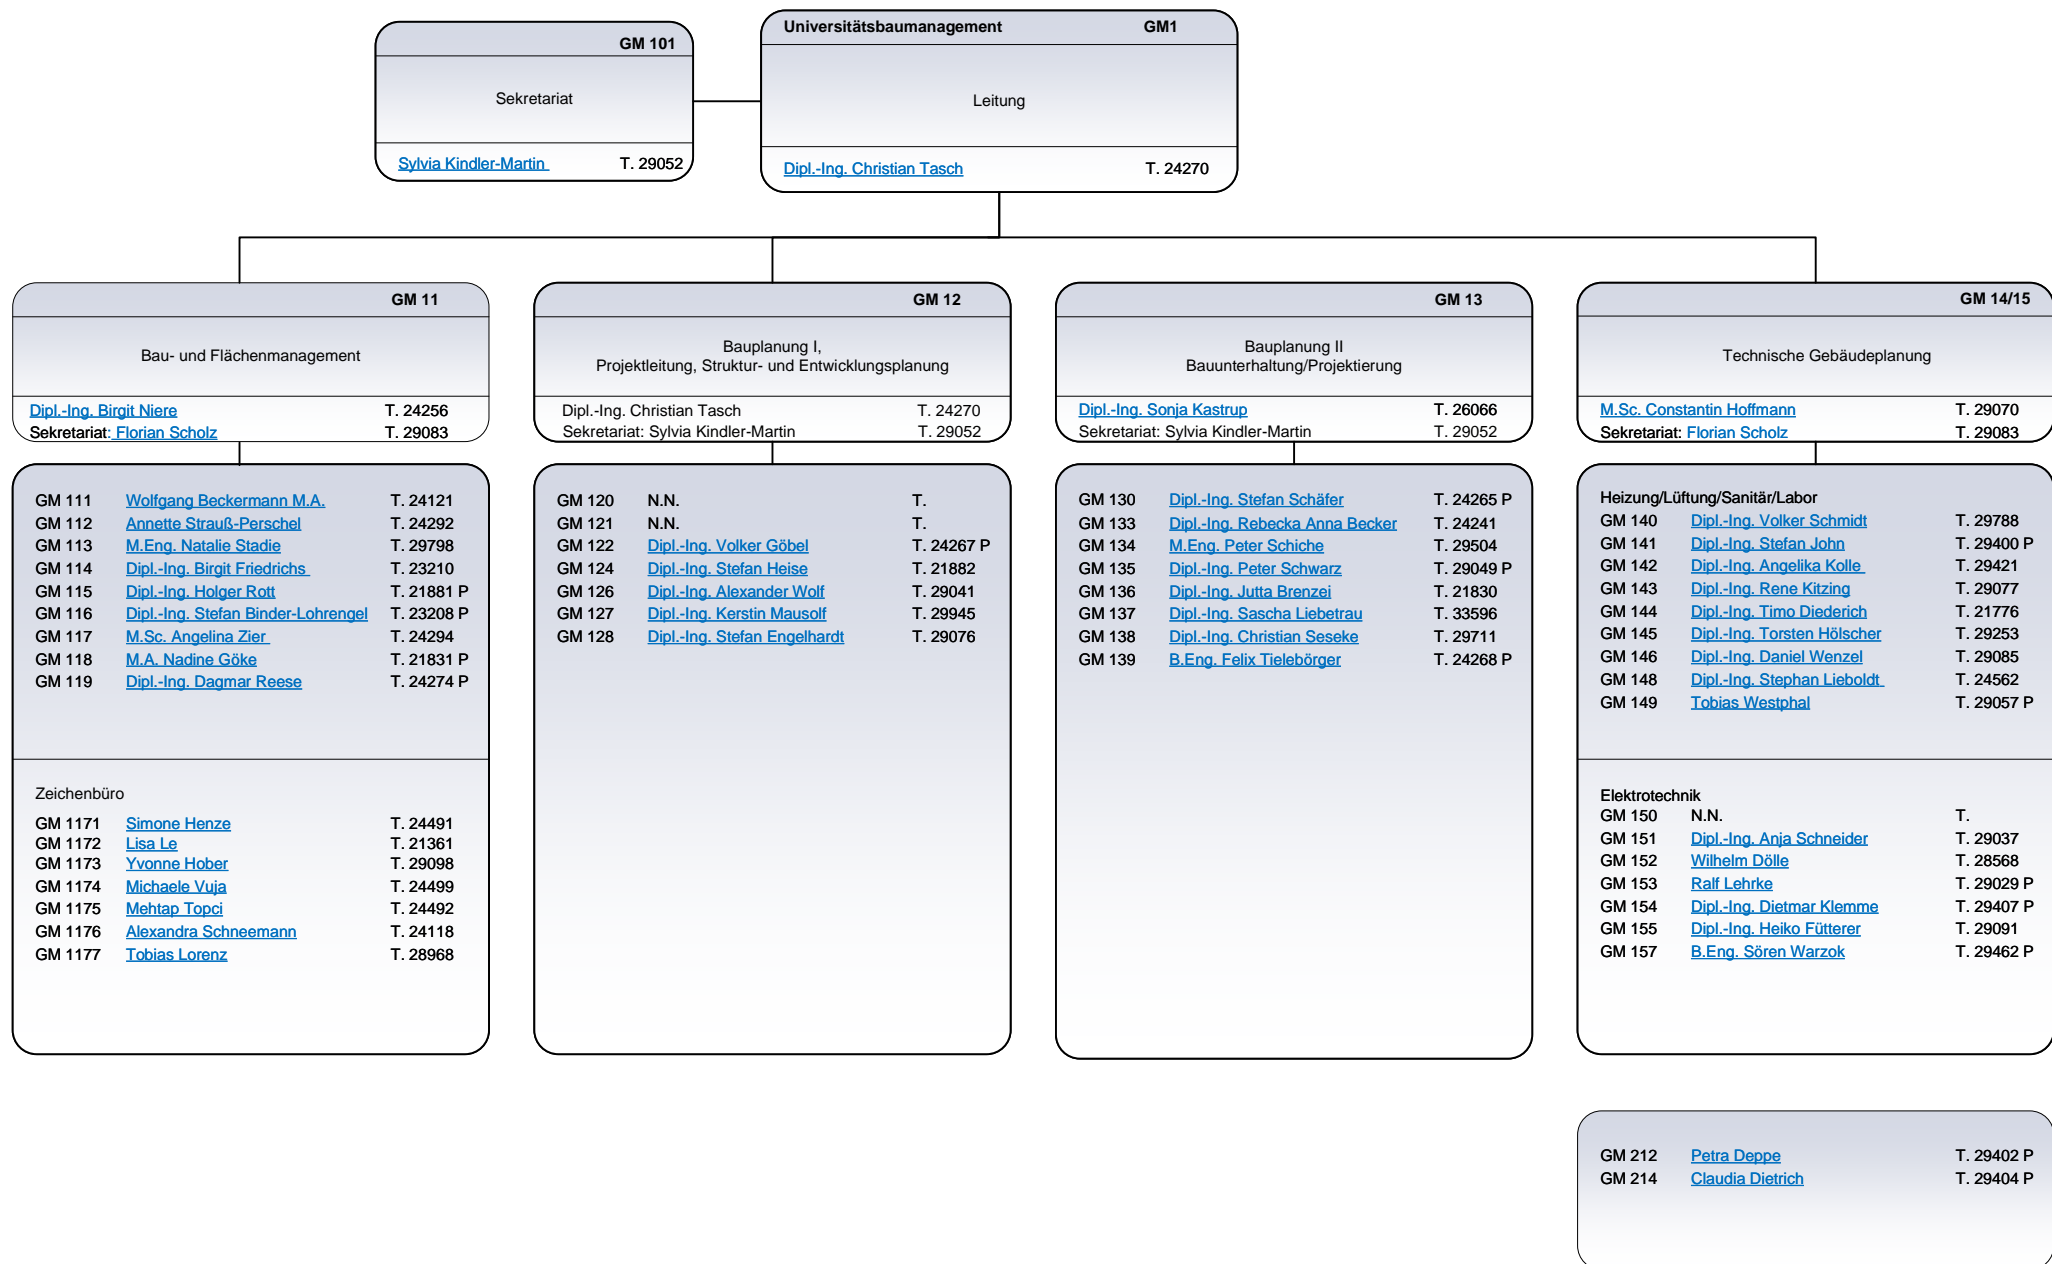 GM 101
Sekretariat
Sylvia Kindler-Martin T. 29052
Universitätsbaumanagement GM1
Leitung
Dipl.-Ing. Christian Tasch T. 24270
GM 11
Bau- und Flächenmanagement
Dipl.-Ing. Birgit Niere T. 24256
Sekretariat: Florian Scholz T. 29083
GM 111 Wolfgang Beckermann M.A. T. 24121
GM 112 Annette Strauß-Perschel T. 24292
GM 113 M.Eng. Natalie Stadie T. 29798
GM 114 Dipl.-Ing. Birgit Friedrichs T. 23210
GM 115 Dipl.-Ing. Holger Rott T. 21881 P
GM 116 Dipl.-Ing. Stefan Binder-Lohrengel T. 23208 P
GM 117 M.Sc. Angelina Zier T. 24294
GM 118 M.A. Nadine Göke T. 21831 P
GM 119 Dipl.-Ing. Dagmar Reese T. 24274 P
Zeichenbüro
GM 1171 Simone Henze T. 24491
GM 1172 Lisa Le T. 21361
GM 1173 Yvonne Hober T. 29098
GM 1174 Michaele Vuja T. 24499
GM 1175 Mehtap Topci T. 24492
GM 1176 Alexandra Schneemann T. 24118
GM 1177 Tobias Lorenz T. 28968
GM 12
Bauplanung I,
Projektleitung, Struktur- und Entwicklungsplanung
Dipl.-Ing. Christian Tasch T. 24270
Sekretariat: Sylvia Kindler-Martin T. 29052
GM 120 N.N. T.
GM 121 N.N. T.
GM 122 Dipl.-Ing. Volker Göbel T. 24267 P
GM 124 Dipl.-Ing. Stefan Heise T. 21882
GM 126 Dipl.-Ing. Alexander Wolf T. 29041
GM 127 Dipl.-Ing. Kerstin Mausolf T. 29945
GM 128 Dipl.-Ing. Stefan Engelhardt T. 29076
GM 13
Bauplanung II
Bauunterhaltung/Projektierung
Dipl.-Ing. Sonja Kastrup T. 26066
Sekretariat: Sylvia Kindler-Martin T. 29052
GM 130 Dipl.-Ing. Stefan Schäfer T. 24265 P
GM 133 Dipl.-Ing. Rebecka Anna Becker T. 24241
GM 134 M.Eng. Peter Schiche T. 29504
GM 135 Dipl.-Ing. Peter Schwarz T. 29049 P
GM 136 Dipl.-Ing. Jutta Brenzei T. 21830
GM 137 Dipl.-Ing. Sascha Liebetrau T. 33596
GM 138 Dipl.-Ing. Christian Seseke T. 29711
GM 139 B.Eng. Felix Tielebörger T. 24268 P
GM 14/15
Technische Gebäudeplanung
M.Sc. Constantin Hoffmann T. 29070
Sekretariat: Florian Scholz T. 29083
Heizung/Lüftung/Sanitär/Labor
GM 140 Dipl.-Ing. Volker Schmidt T. 29788
GM 141 Dipl.-Ing. Stefan John T. 29400 P
GM 142 Dipl.-Ing. Angelika Kolle T. 29421
GM 143 Dipl.-Ing. Rene Kitzing T. 29077
GM 144 Dipl.-Ing. Timo Diederich T. 21776
GM 145 Dipl.-Ing. Torsten Hölscher T. 29253
GM 146 Dipl.-Ing. Daniel Wenzel T. 29085
GM 148 Dipl.-Ing. Stephan Lieboldt T. 24562
GM 149 Tobias Westphal T. 29057 P
Elektrotechnik
GM 150 N.N. T.
GM 151 Dipl.-Ing. Anja Schneider T. 29037
GM 152 Wilhelm Dölle T. 28568
GM 153 Ralf Lehrke T. 29029 P
GM 154 Dipl.-Ing. Dietmar Klemme T. 29407 P
GM 155 Dipl.-Ing. Heiko Fütterer T. 29091
GM 157 B.Eng. Sören Warzok T. 29462 P
GM 212 Petra Deppe T. 29402 P
GM 214 Claudia Dietrich T. 29404 P